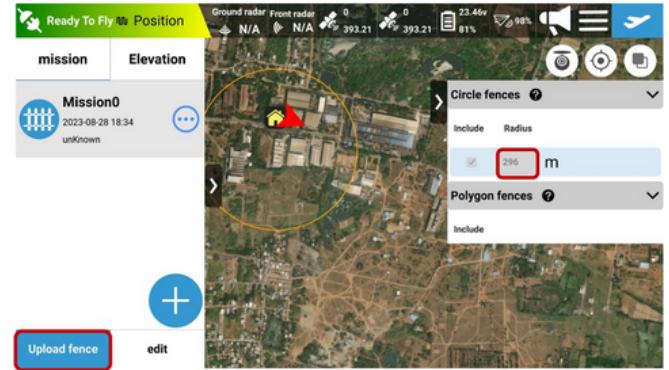 Ready To Fly Position
Ground radar Front radar
N/A N/A
0 0
393.21 393.21
23.46v
81%
98%
mission Elevation
Mission0
2023-08-28 18:34
unKnown
Circle fences ?
Include Radius
296 m
Polygon fences ?
Include
Upload fence edit